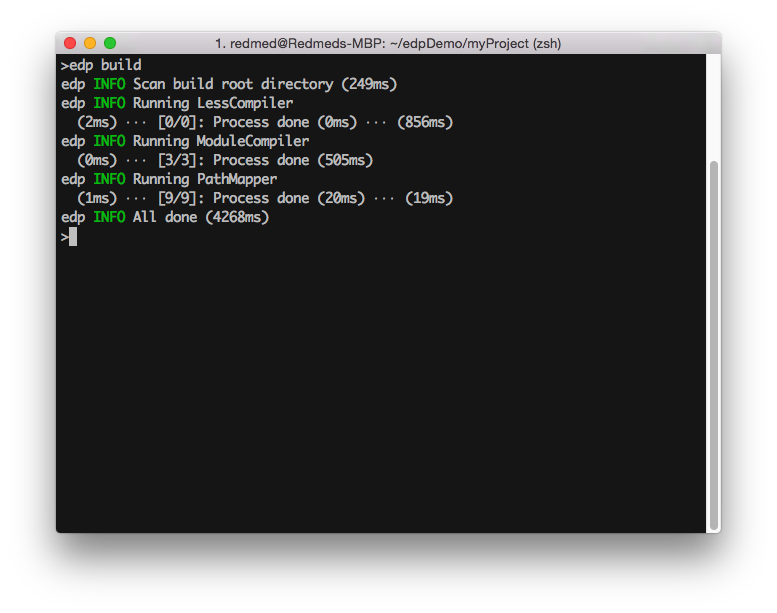 1. redmed@Redmeds-MBP: ~/edpDemo/myProject (zsh)
>edp build
edp INFO Scan build root directory (249ms)
edp INFO Running LessCompiler
  (2ms) ··· [0/0]: Process done (0ms) ··· (856ms)
edp INFO Running ModuleCompiler
  (0ms) ··· [3/3]: Process done (505ms)
edp INFO Running PathMapper
  (1ms) ··· [9/9]: Process done (20ms) ··· (19ms)
edp INFO All done (4268ms)
>